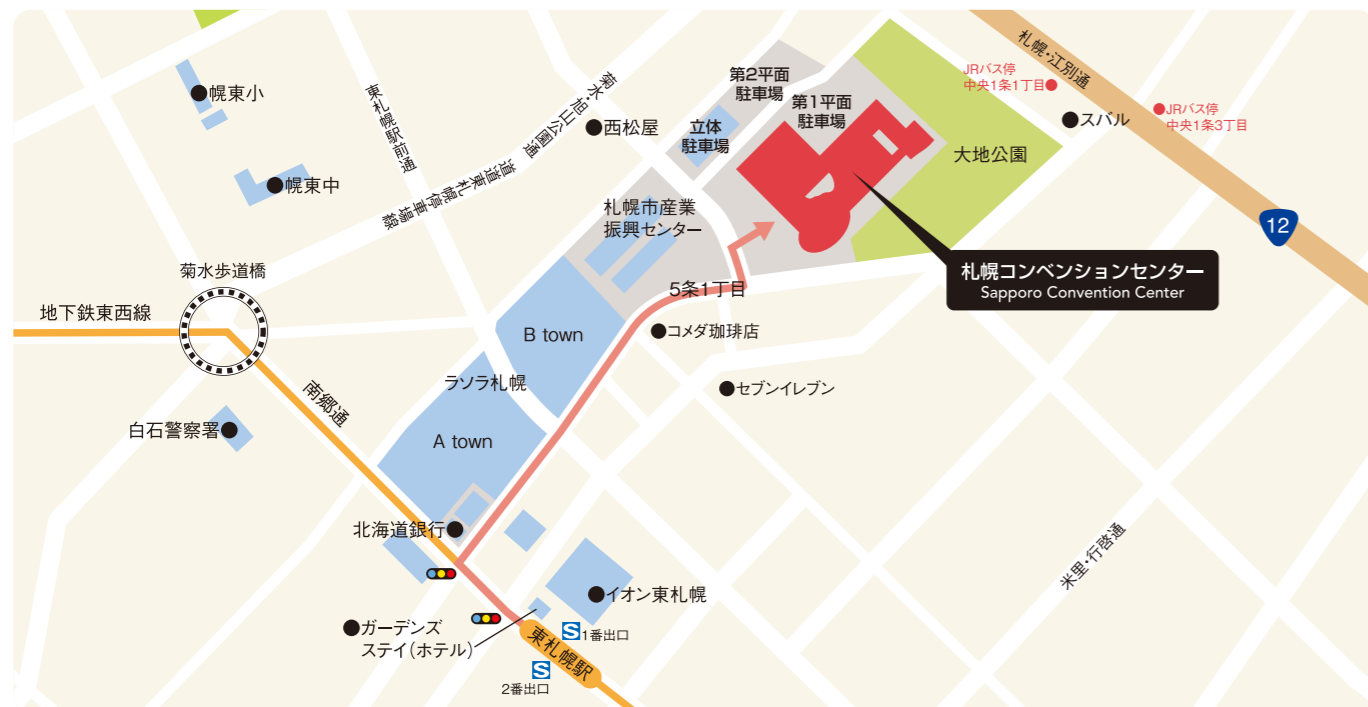 札幌・江別通
JRバス停
中央1条1丁目
JRバス停
中央1条3丁目
スバル
12
大地公園
第2平面
駐車場
第1平面
駐車場
立体
駐車場
菊水・旭山公園通
西松屋
東札幌駅前通
道道東札幌停車場線
幌東小
幌東中
札幌市産業
振興センター
札幌コンベンションセンター
Sapporo Convention Center
菊水歩道橋
地下鉄東西線
5条1丁目
コメダ珈琲店
B town
ラソラ札幌
A town
セブンイレブン
南郷通
白石警察署
北海道銀行
米里・行啓通
イオン東札幌
ガーデンズ
ステイ(ホテル)
S
1番出口
東札幌駅
S
2番出口